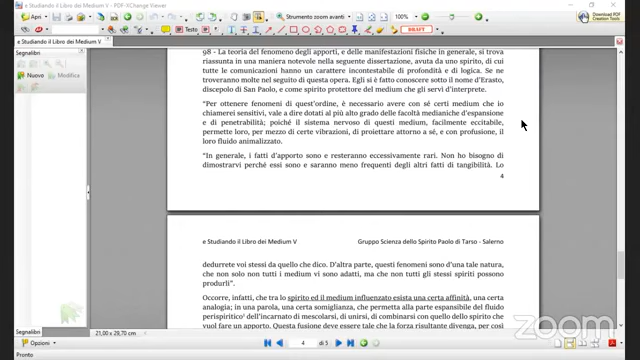 e Studiando il Libro dei Medium V - PDF-XChange Viewer
Apri
Strumento zoom avanti
100%
Download PDF
Creation Tools
Testo
DRAFT
e Studiando il Libro dei Medium V
Segnalibri
Nuovo
Modifica
98 - La teoria del fenomeno degli apporti, e delle manifestazioni fisiche in generale, si trova
riassunta in una maniera notevole nella seguente dissertazione, avuta da uno spirito, di cui
tutte le comunicazioni hanno un carattere incontestabile di profondità e di logica. Se ne
troveranno molte nel seguito di questa opera. Egli si è fatto conoscere sotto il nome d'Erasto,
discepolo di San Paolo, e come spirito protettore del medium che gli servì d'interprete.
"Per ottenere fenomeni di quest'ordine, è necessario avere con sé certi medium che io
chiamerei sensitivi, vale a dire dotati al più alto grado delle facoltà medianiche d'espansione
e di penetrabilità; poiché il sistema nervoso di questi medium, facilmente eccitabile,
permette loro, per mezzo di certe vibrazioni, di proiettare attorno a sé, e con profusione, il
loro fluido animalizzato.
"In generale, i fatti d'apporto sono e resteranno eccessivamente rari. Non ho bisogno di
dimostrarvi perché essi sono e saranno meno frequenti degli altri fatti di tangibilità. Lo
4
e Studiando il Libro dei Medium V
Gruppo Scienza dello Spirito Paolo di Tarso - Salerno
dedurrete voi stessi da quello che dico. D'altra parte, questi fenomeni sono d'una tale natura,
che non solo non tutti i medium vi sono adatti, ma che non tutti gli stessi spiriti possono
produrli".
Occorre, infatti, che tra lo spirito ed il medium influenzato esista una certa affinità, una certa
analogia; in una parola, una certa somiglianza, che permetta alla parte espansibile del fluido
perispiritico¹ dell'incarnato di mescolarsi, di unirsi, di combinarsi con quello dello spirito che
vuol fare un apporto. Questa fusione deve essere tale che la forza risultante divenga, per così
Segnalibri
21,00 x 29,70 cm
Opzioni
4
di 5
Pronto
zoom